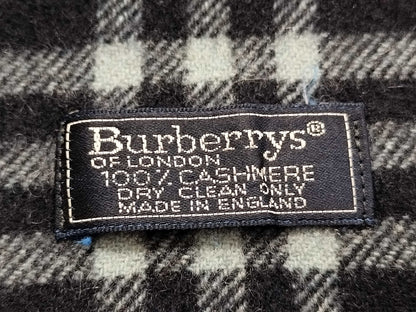 Burberrys®
OF LONDON
100% CASHMERE
DRY CLEAN ONLY
MADE IN ENGLAND